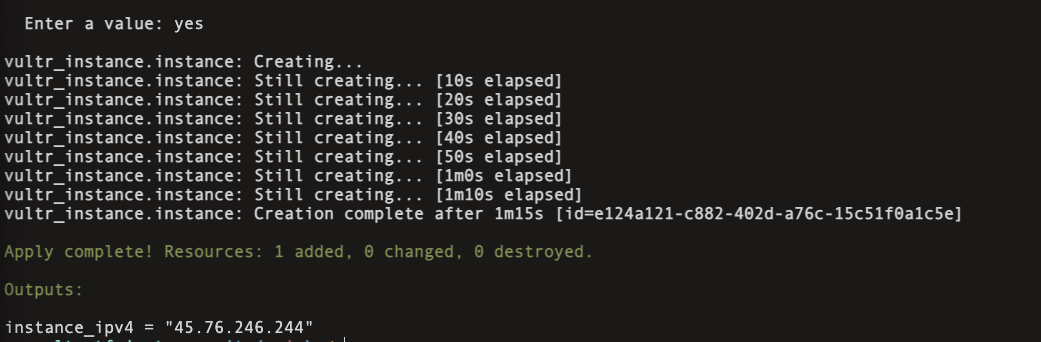 Enter a value: yes
vultr_instance.instance: Creating...
vultr_instance.instance: Still creating... [10s elapsed]
vultr_instance.instance: Still creating... [20s elapsed]
vultr_instance.instance: Still creating... [30s elapsed]
vultr_instance.instance: Still creating... [40s elapsed]
vultr_instance.instance: Still creating... [50s elapsed]
vultr_instance.instance: Still creating... [1m0s elapsed]
vultr_instance.instance: Still creating... [1m10s elapsed]
vultr_instance.instance: Creation complete after 1m15s [id=e124a121-c882-402d-a76c-15c51f0a1c5e]
Apply complete! Resources: 1 added, 0 changed, 0 destroyed.
Outputs:
instance_ipv4 = "45.76.246.244"